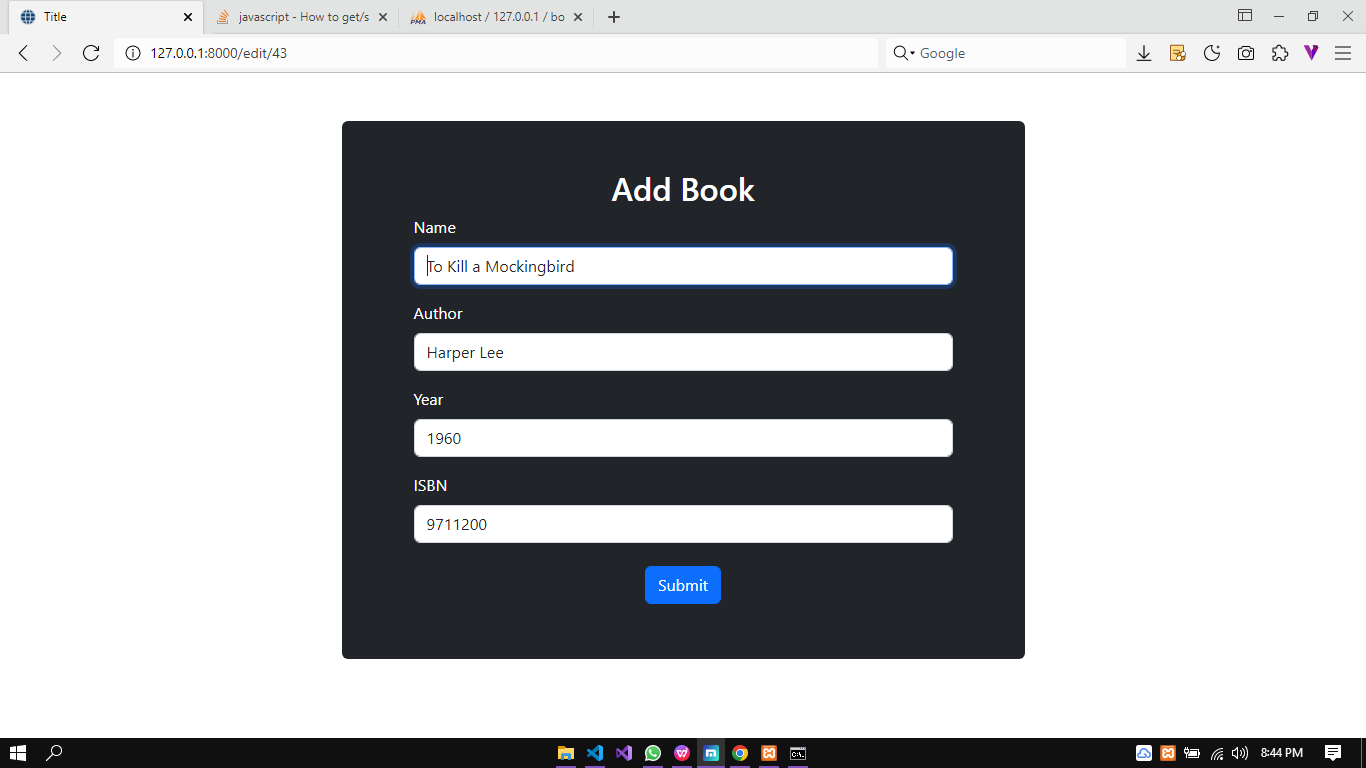 Title
javascript - How to get/s
PMA
localhost / 127.0.0.1 / bo
127.0.0.1:8000/edit/43
Google
Add Book
Name
To Kill a Mockingbird
Author
Harper Lee
Year
1960
ISBN
9711200
Submit
8:44 PM